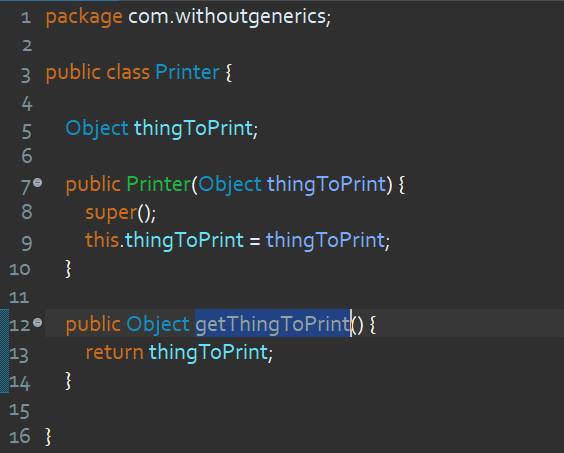 1 package com.withoutgenerics;
2
3 public class Printer {
4
5 Object thingToPrint;
6
7 public Printer(Object thingToPrint) {
8 super();
9 this.thingToPrint = thingToPrint;
10 }
11
12 public Object getThingToPrint() {
13 return thingToPrint;
14 }
15
16 }